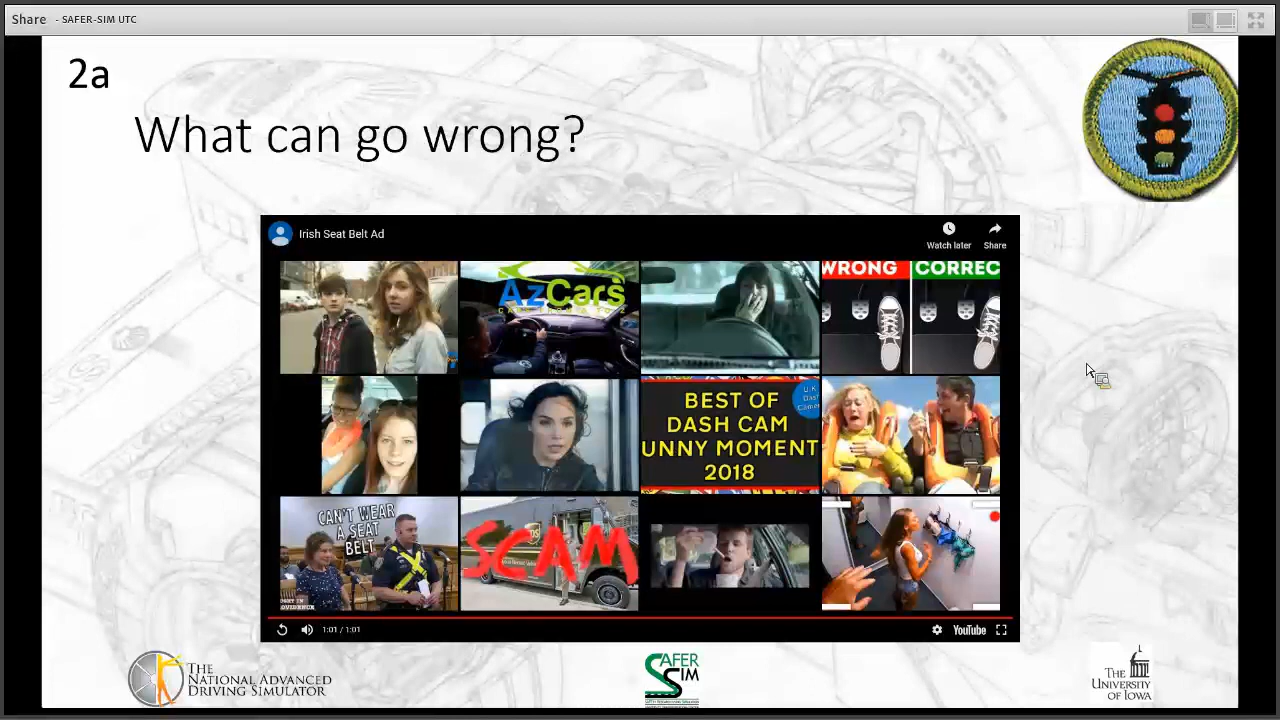 Share - SAFER-SIM UTC
2a
What can go wrong?
Irish Seat Belt Ad
Watch later
Share
AzCars
WRONG
CORREC
BEST OF
DASH CAM
UNNY MOMENT
2018
U.K
Dash
CAN'T WEAR
A SEAT
BELT
SCAM
1:01 / 1:01
YouTube
THE
NATIONAL ADVANCED
DRIVING SIMULATOR
SAFER
SIM
THE
UNIVERSITY
OF IOWA